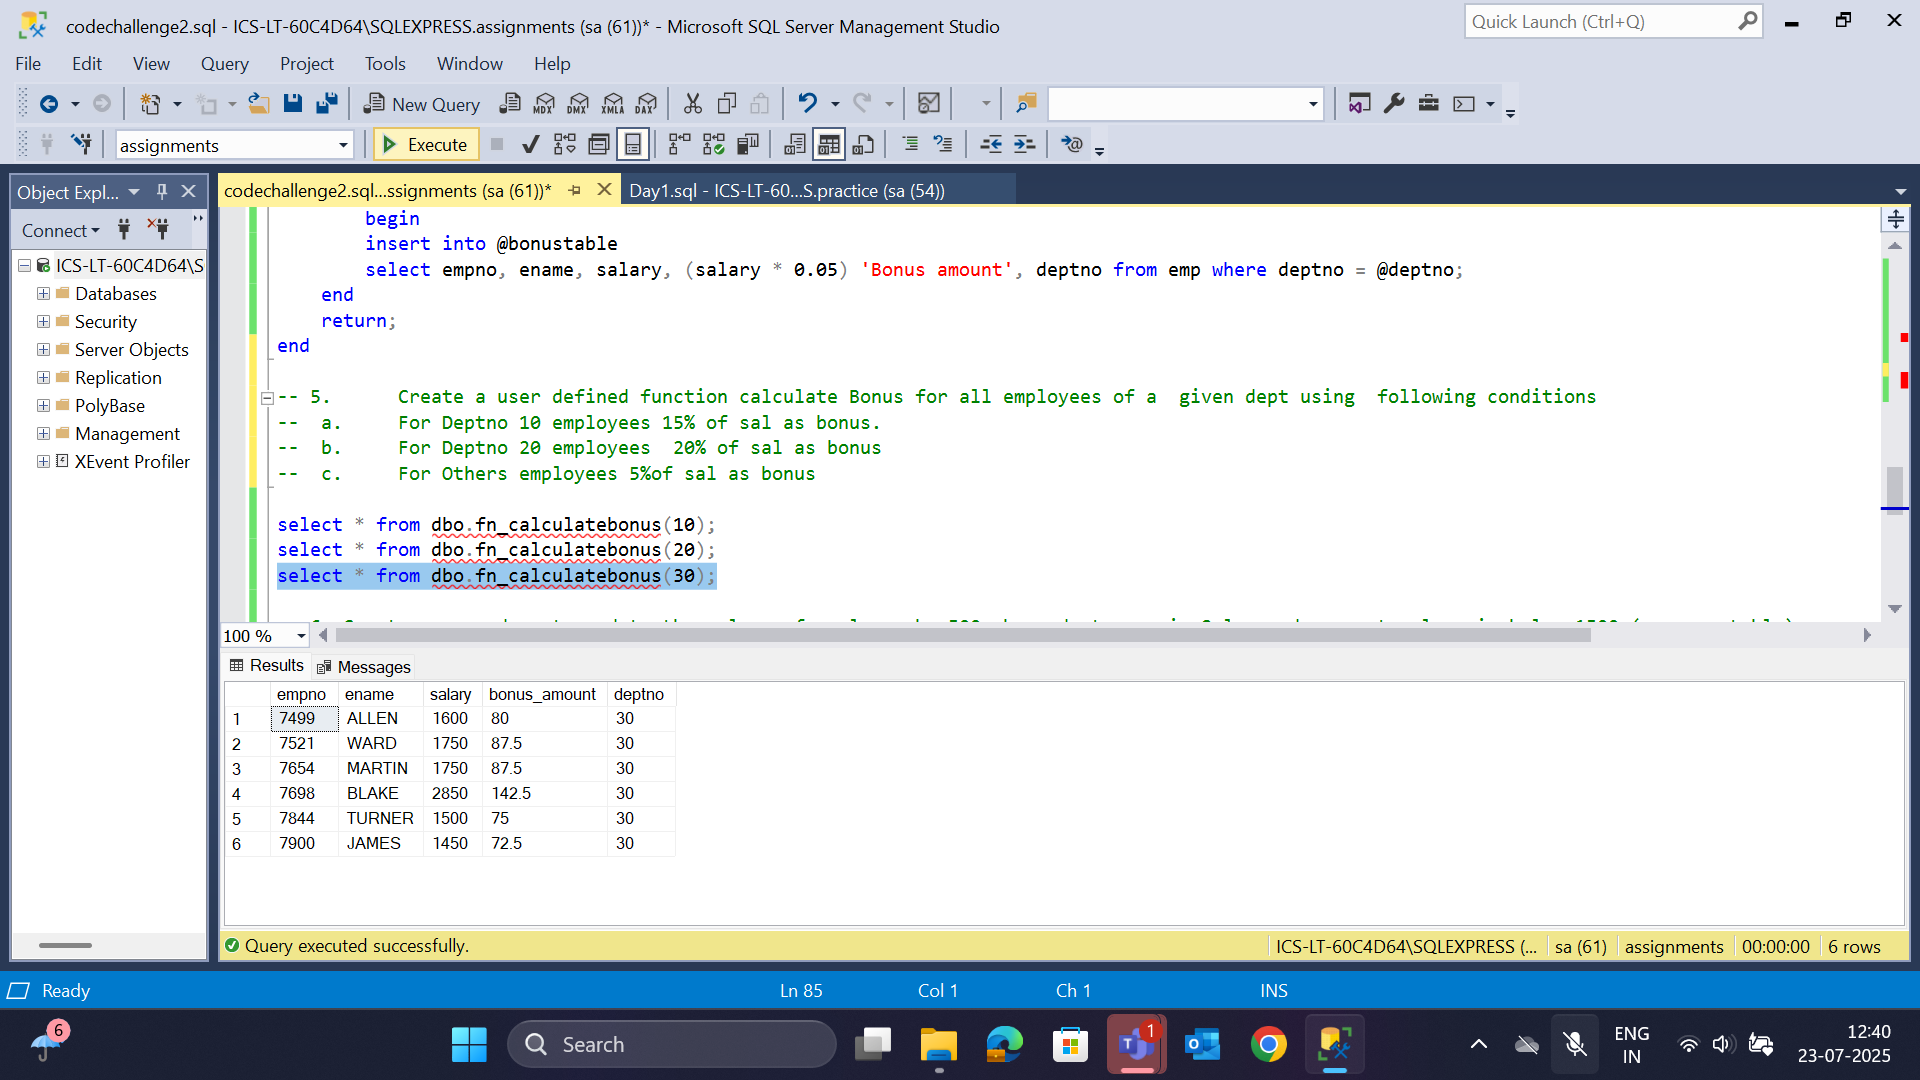 codechallenge2.sql - ICS-LT-60C4D64\SQLEXPRESS.assignments (sa (61))* - Microsoft SQL Server Management Studio
Quick Launch (Ctrl+Q)
File Edit View Query Project Tools Window Help
New Query MDX DMX XMLA DAX
assignments Execute
Object Expl...
codechallenge2.sql...ssignments (sa (61))* Day1.sql - ICS-LT-60...S.practice (sa (54))
Connect
ICS-LT-60C4D64\S
Databases
Security
Server Objects
Replication
PolyBase
Management
XEvent Profiler
begin
insert into @bonustable
select empno, ename, salary, (salary * 0.05) 'Bonus amount', deptno from emp where deptno = @deptno;
end
return;
end
-- 5. Create a user defined function calculate Bonus for all employees of a given dept using following conditions
-- a. For Deptno 10 employees 15% of sal as bonus.
-- b. For Deptno 20 employees 20% of sal as bonus
-- c. For Others employees 5%of sal as bonus
select * from dbo.fn_calculatebonus(10);
select * from dbo.fn_calculatebonus(20);
select * from dbo.fn_calculatebonus(30);
100 %
Results Messages
empno ename salary bonus_amount deptno
1 7499 ALLEN 1600 80 30
2 7521 WARD 1750 87.5 30
3 7654 MARTIN 1750 87.5 30
4 7698 BLAKE 2850 142.5 30
5 7844 TURNER 1500 75 30
6 7900 JAMES 1450 72.5 30
Query executed successfully. ICS-LT-60C4D64\SQLEXPRESS (... sa (61) assignments 00:00:00 6 rows
Ready Ln 85 Col 1 Ch 1 INS
6 Search 1 ENG IN 12:40
23-07-2025